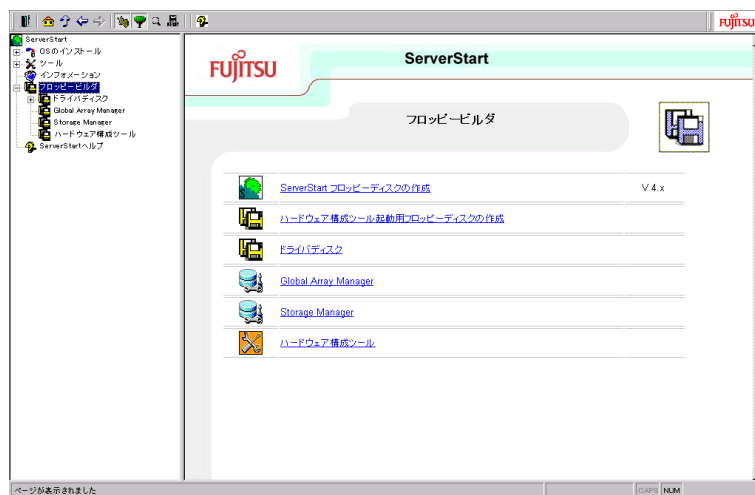 FUJITSU
ServerStart
OSのインストール
ツール
インフォメーション
フロッピービルダ
ドライバディスク
Global Array Manager
Storage Manager
ハードウェア構成ツール
ServerStartヘルプ
FUJITSU
ServerStart
フロッピービルダ
ServerStart フロッピーディスクの作成 V 4.x
ハードウェア構成ツール起動用フロッピーディスクの作成
ドライバディスク
Global Array Manager
Storage Manager
ハードウェア構成ツール
ページが表示されました
CAPS NUM